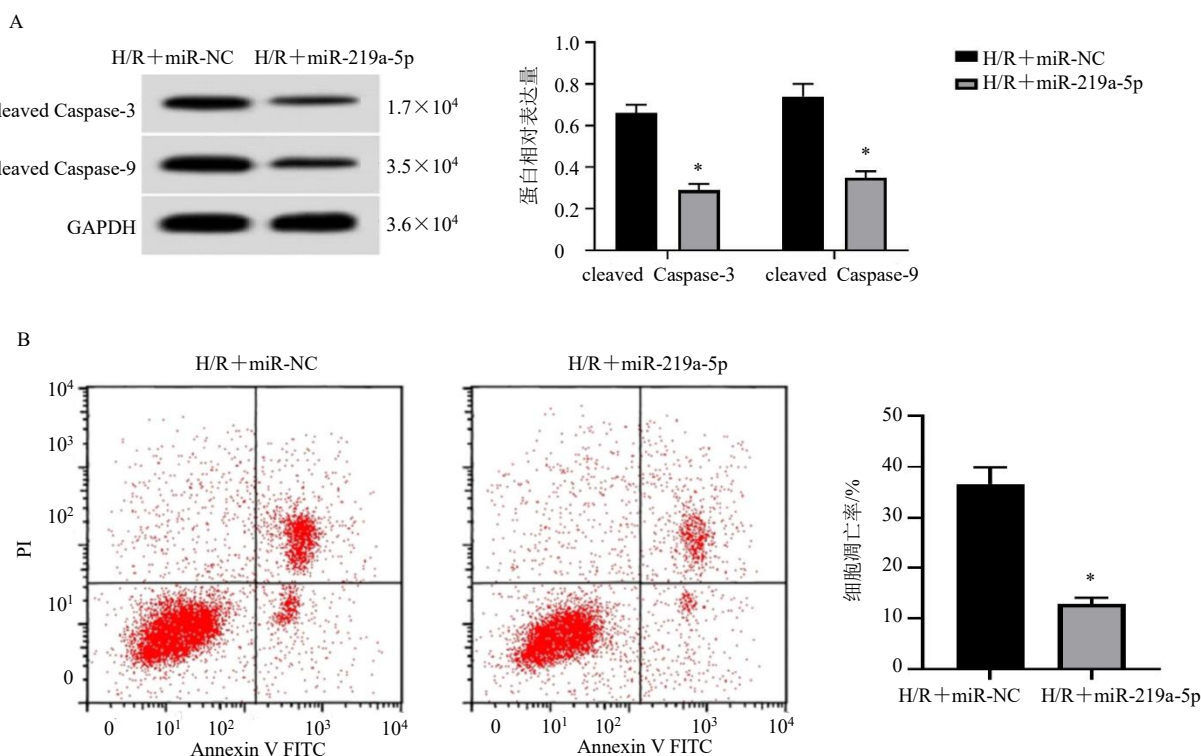 A
H/R+miR-NC H/R+miR-219a-5p
leaved Caspase-3 1.7×10⁴
leaved Caspase-9 3.5×10⁴
GAPDH 3.6×10⁴
蛋白相对表达量
1.0
0.8
0.6
0.4
0.2
0
* *
cleaved Caspase-3 cleaved Caspase-9
H/R+miR-NC
H/R+miR-219a-5p
B
H/R+miR-NC
PI
10⁴
10³
10²
10¹
0
0 10¹ 10² 10³ 10⁴
Annexin V FITC
H/R+miR-219a-5p
0 10¹ 10² 10³ 10⁴
Annexin V FITC
细胞凋亡率/%
50
40
30
20
10
0
*
H/R+miR-NC H/R+miR-219a-5p